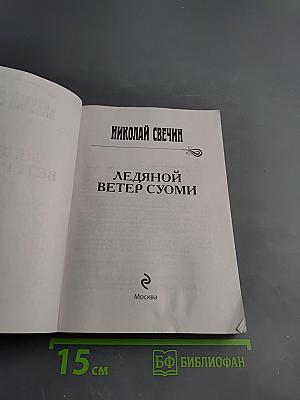 НИКОЛАЙ СВЕЧИН
ЛЕДЯНОЙ
ВЕТЕР СУОМИ
Москва
15 см
БФ БИБЛИОФАН